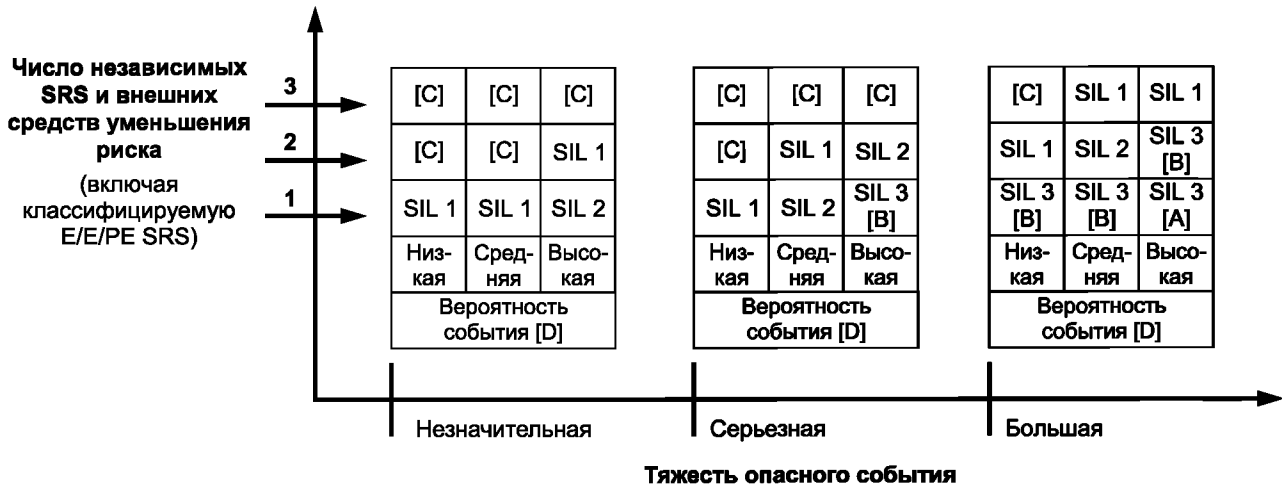 Число независимых
SRS и внешних
средств уменьшения
риска
(включая
классифицируемую
E/E/PE SRS)
3
2
1
[C] [C] [C]
[C] [C] SIL 1
SIL 1 SIL 1 SIL 2
Низ-
кая
Сред-
няя
Высо-
кая
Вероятность
события [D]
[C] [C] [C]
[C] SIL 1 SIL 2
SIL 1 SIL 2 SIL 3
[B]
Низ-
кая
Сред-
няя
Высо-
кая
Вероятность
события [D]
[C] SIL 1 SIL 1
SIL 1 SIL 2 SIL 3
[B]
SIL 3 SIL 3 SIL 3
[B] [B] [A]
Низ-
кая
Сред-
няя
Высо-
кая
Вероятность
события [D]
Незначительная
Серьезная
Большая
Тяжесть опасного события